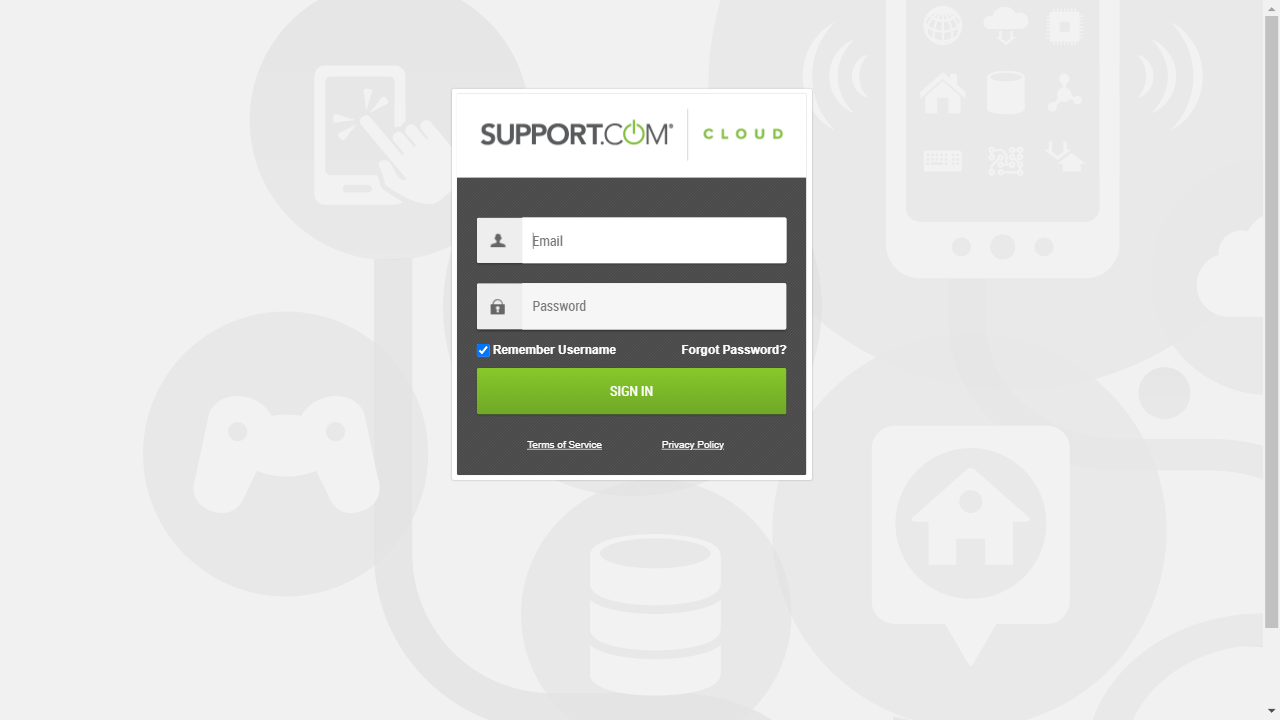 SUPPORT.COM® CLOUD
Email
Password
Remember Username Forgot Password?
SIGN IN
Terms of Service Privacy Policy